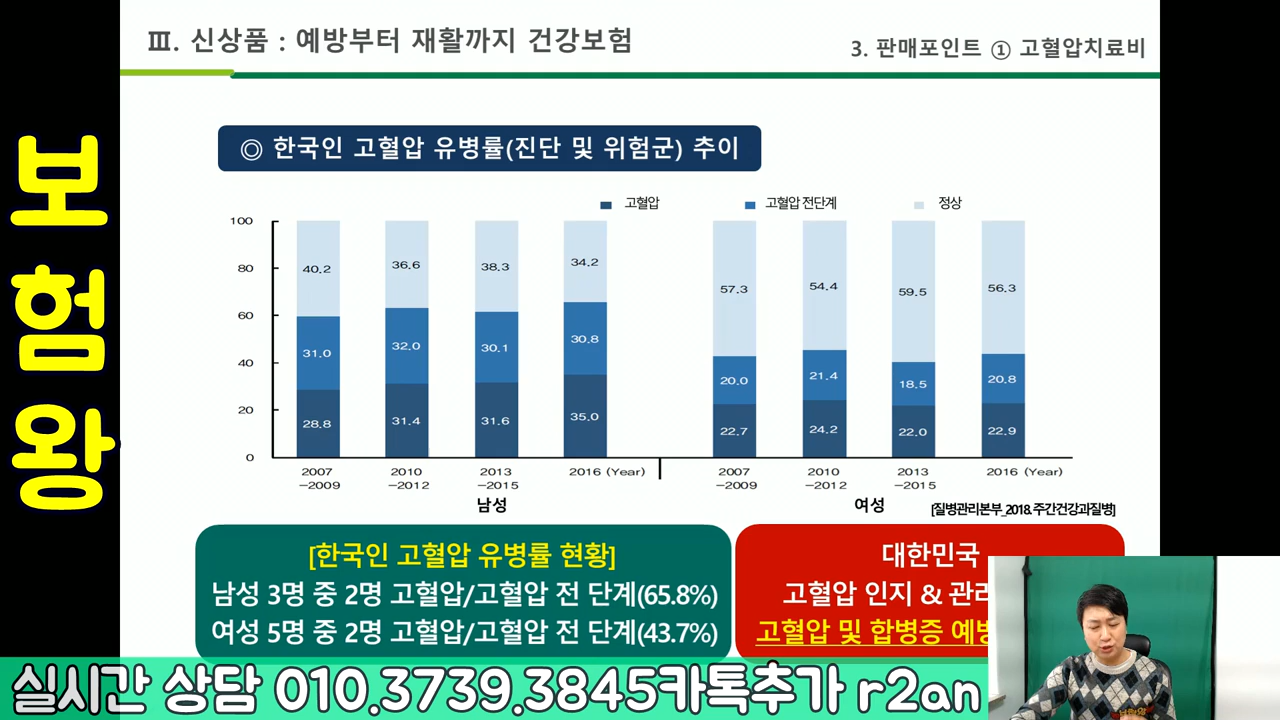 Ⅲ. 신상품 : 예방부터 재활까지 건강보험
3. 판매포인트 ① 고혈압치료비
보
험
왕
◎ 한국인 고혈압 유병률(진단 및 위험군) 추이
고혈압 고혈압 전단계 정상
100
80
60
40
20
0
40.2 36.6 38.3 34.2 57.3 54.4 59.5 56.3
31.0 32.0 30.1 30.8 20.0 21.4 18.5 20.8
28.8 31.4 31.6 35.0 22.7 24.2 22.0 22.9
2007 2010 2013 2016 (Year) 2007 2010 2013 2016 (Year)
−2009 −2012 −2015 −2009 −2012 −2015
남성 여성
[질병관리본부_2018.주간건강과질병]
[한국인 고혈압 유병률 현황]
남성 3명 중 2명 고혈압/고혈압 전 단계(65.8%)
여성 5명 중 2명 고혈압/고혈압 전 단계(43.7%)
대한민국
고혈압 인지 & 관리
고혈압 및 합병증 예방
실시간 상담 010.3739.3845카톡추가 r2an